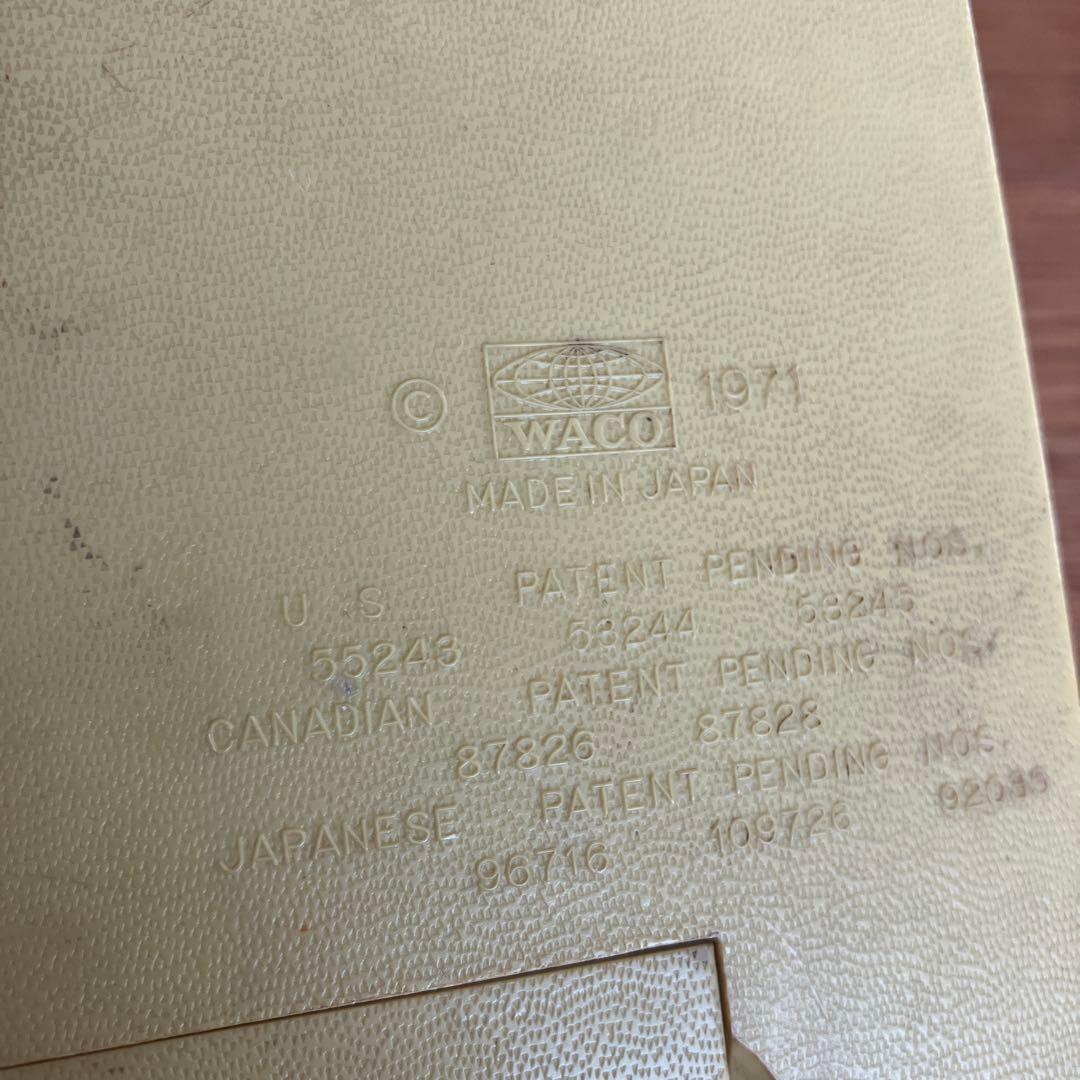 © WACO 1971
MADE IN JAPAN
U S PATENT PENDING NOS.
55243 53244 53245
CANADIAN PATENT PENDING NOS.
87826 87828
JAPANESE PATENT PENDING NOS.
96716 109726